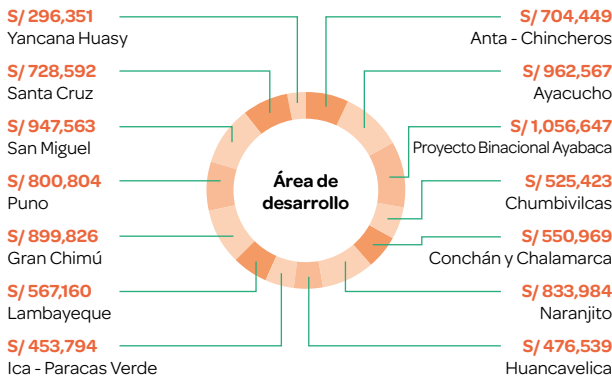 S/ 296,351
Yancana Huasy
S/ 728,592
Santa Cruz
S/ 947,563
San Miguel
S/ 800,804
Puno
S/ 899,826
Gran Chimú
S/ 567,160
Lambayeque
S/ 453,794
Ica - Paracas Verde
Área de
desarrollo
S/ 704,449
Anta - Chincheros
S/ 962,567
Ayacucho
S/ 1,056,647
Proyecto Binacional Ayabaca
S/ 525,423
Chumbivilcas
S/ 550,969
Conchán y Chalamarca
S/ 833,984
Naranjito
S/ 476,539
Huancavelica